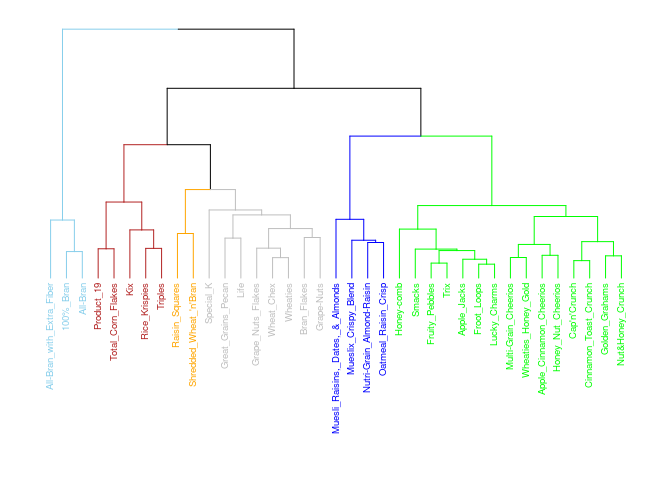 All-Bran_with_Extra_Fiber
100%_Bran
All-Bran
Product_19
Total_Corn_Flakes
Kix
Rice_Krispies
Triples
Raisin_Squares
Shredded_Wheat_'n'Bran
Special_K
Great_Grains_Pecan
Life
Grape_Nuts_Flakes
Wheat_Chex
Wheaties
Bran_Flakes
Grape-Nuts
Muesli_Raisins,_Dates,_&_Almonds
Mueslix_Crispy_Blend
Nutri-Grain_Almond-Raisin
Oatmeal_Raisin_Crisp
Honey-comb
Smacks
Fruity_Pebbles
Trix
Apple_Jacks
Froot_Loops
Lucky_Charms
Multi-Grain_Cheerios
Wheaties_Honey_Gold
Apple_Cinnamon_Cheerios
Honey_Nut_Cheerios
Cap'n'Crunch
Cinnamon_Toast_Crunch
Golden_Grahams
Nut&Honey_Crunch